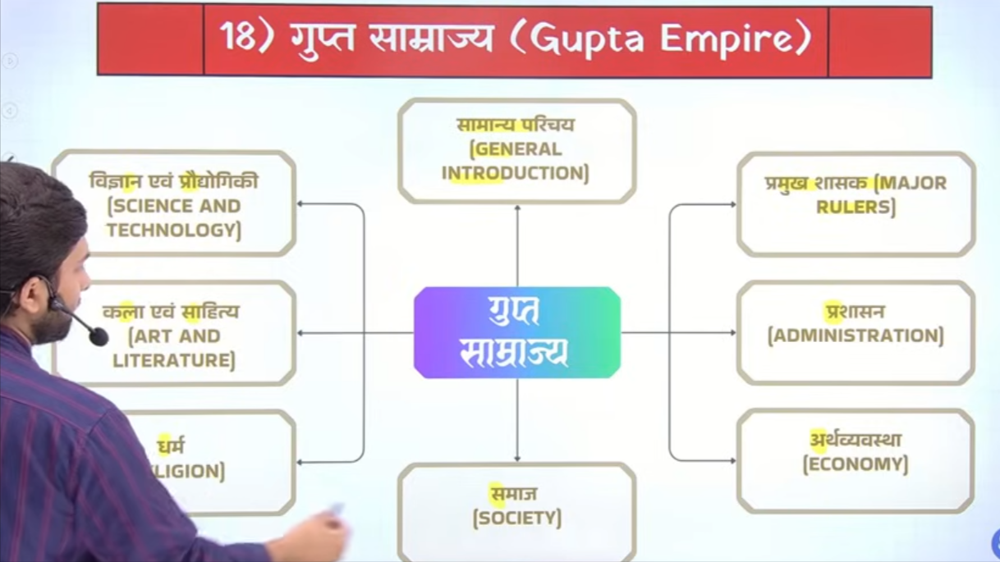 18) गुप्त साम्राज्य (Gupta Empire)
सामान्य परिचय
(GENERAL
INTRODUCTION)
विज्ञान एवं प्रौद्योगिकी
(SCIENCE AND
TECHNOLOGY)
प्रमुख शासक (MAJOR
RULERS)
गुप्त
साम्राज्य
कला एवं साहित्य
(ART AND
LITERATURE)
प्रशासन
(ADMINISTRATION)
धर्म
LIGION)
अर्थव्यवस्था
(ECONOMY)
समाज
(SOCIETY)